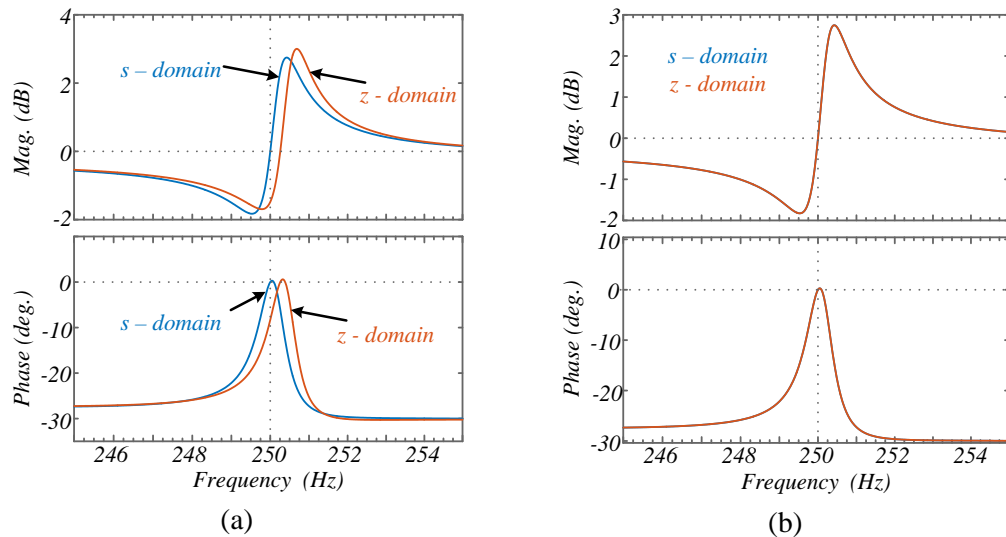 4
2
0
-2
Mag. (dB)
s – domain
z - domain
10
0
-10
-20
-30
Phase (deg.)
s – domain
z - domain
246 248 250 252 254
Frequency (Hz)
(a)
3
2
1
0
-1
-2
Mag. (dB)
s – domain
z - domain
10
0
-10
-20
-30
Phase (deg.)
246 248 250 252 254
Frequency (Hz)
(b)